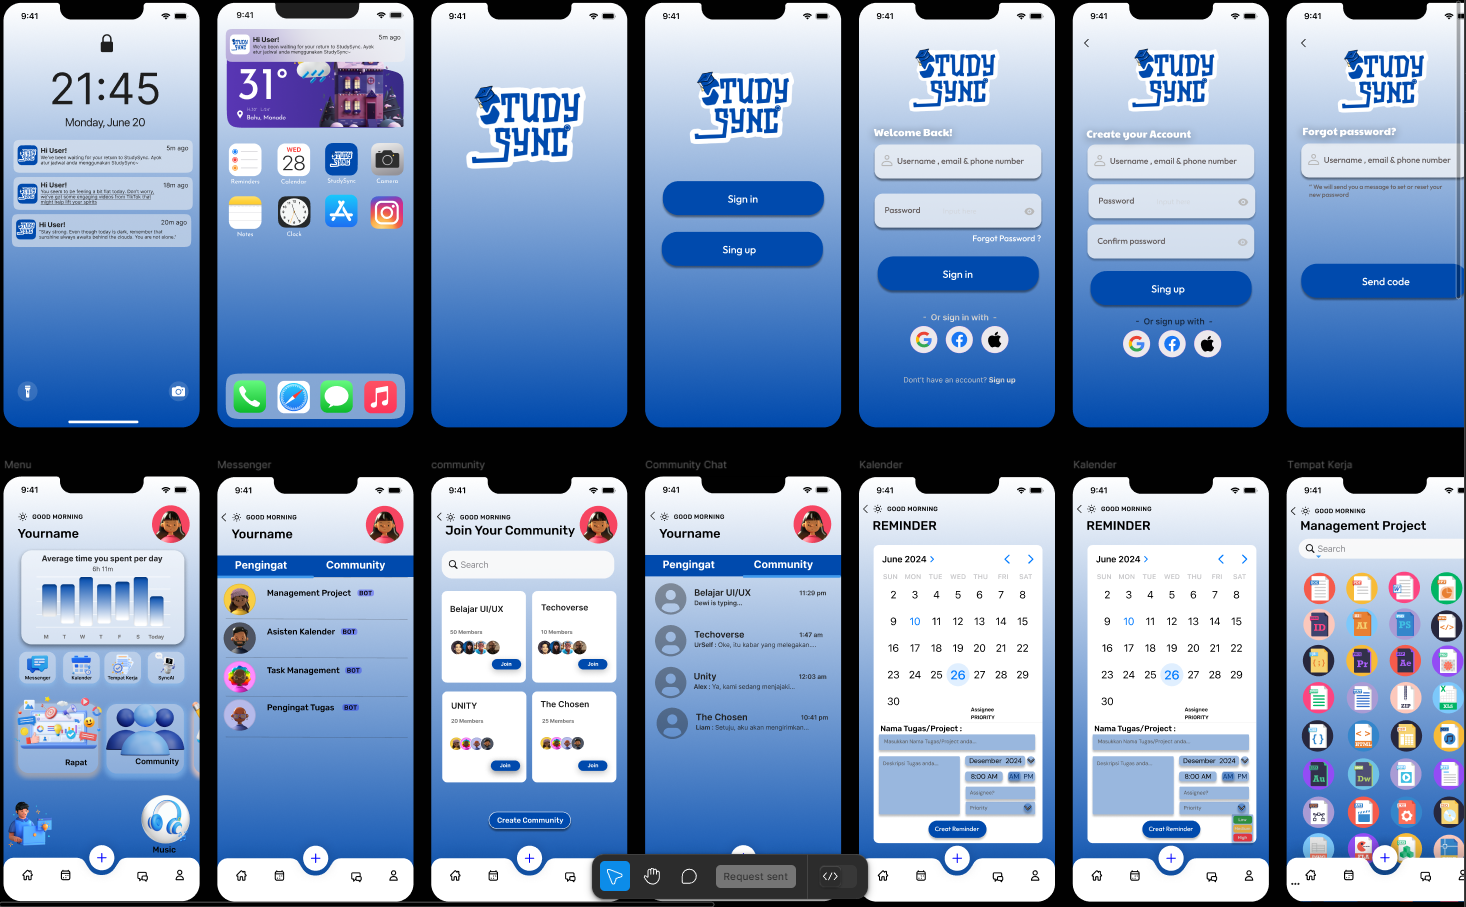 9:41
21:45
Monday, June 20
Hi User!
5m ago
We've been waiting for your return to StudySync. Ayok
atur jadwal anda menggunakan StudySync~
Hi User!
18m ago
You seem to be feeling a bit flat today. Don't worry,
we've got some engaging videos from TikTok that
might help lift your spirits
Hi User!
20m ago
"Stay strong. Even though today is dark, remember that
sunshine always awaits behind the clouds. You are not alone."
9:41
Hi User!
5m ago
We've been waiting for your return to StudySync. Ayok
atur jadwal anda menggunakan StudySync~
31°
Bahu, Manado
Reminders
WED
28
Calendar
STUDY
SYNC
StudySync
Camera
Notes
Clock
9:41
STUDY
SYNC
9:41
STUDY
SYNC
Sign in
Sing up
9:41
STUDY
SYNC
Welcome Back!
Username , email & phone number
Password
Forgot Password ?
Sign in
- Or sign in with -
Don't have an account? Sign up
9:41
STUDY
SYNC
Create your Account
Username , email & phone number
Password
Confirm password
Sing up
- Or sign up with -
9:41
STUDY
SYNC
Forgot password?
Username , email & phone number
* We will send you a message to set or reset your
new password
Send code
Menu
9:41
GOOD MORNING
Yourname
Average time you spent per day
6h 11m
M T W T F S Today
Messenger
Kalender
Tempat Kerja
SyncAI
Rapat
Community
Music
+
Messenger
9:41
GOOD MORNING
Yourname
Pengingat
Community
Management Project BOT
Asisten Kalender BOT
Task Management BOT
Pengingat Tugas BOT
+
community
9:41
GOOD MORNING
Join Your Community
Search
Belajar UI/UX
50 Members
Join
Techoverse
10 Members
Join
UNITY
20 Members
Join
The Chosen
25 Members
Join
Create Community
+
Community Chat
9:41
GOOD MORNING
Yourname
Pengingat
Community
Belajar UI/UX
11:29 pm
Dewi is typing...
Techoverse
1:47 am
UrSelf : Oke, itu kabar yang melegakan....
Unity
12:03 am
Alex : Ya, kami sedang menjajaki...
The Chosen
10:41 pm
Liam : Setuju, aku akan mengirimkan...
Kalender
9:41
GOOD MORNING
REMINDER
June 2024
SUN MON TUE WED THU FRI SAT
2 3 4 5 6 7 8
9 10 11 12 13 14 15
16 17 18 19 20 21 22
23 24 25 26 27 28 29
30
Assignee
PRIORITY
Nama Tugas/Project :
Masukkan Nama Tugas/Project anda...
Deskripsi Tugas anda...
Desember 2024
8:00 AM
AM PM
Assignee?
Priority
Creat Reminder
+
Kalender
9:41
GOOD MORNING
REMINDER
June 2024
SUN MON TUE WED THU FRI SAT
2 3 4 5 6 7 8
9 10 11 12 13 14 15
16 17 18 19 20 21 22
23 24 25 26 27 28 29
30
Assignee
PRIORITY
Nama Tugas/Project :
Masukkan Nama Tugas/Project anda...
Deskripsi Tugas anda...
Desember 2024
8:00 AM
AM PM
Assignee?
Priority
Low
High
Creat Reminder
+
Tempat Kerja
9:41
GOOD MORNING
Management Project
Search
ID
AI
PS
</>
Pr
Ae
ZIP
XLS
{ }
HTML
Au
Dw
+
Request sent
</>